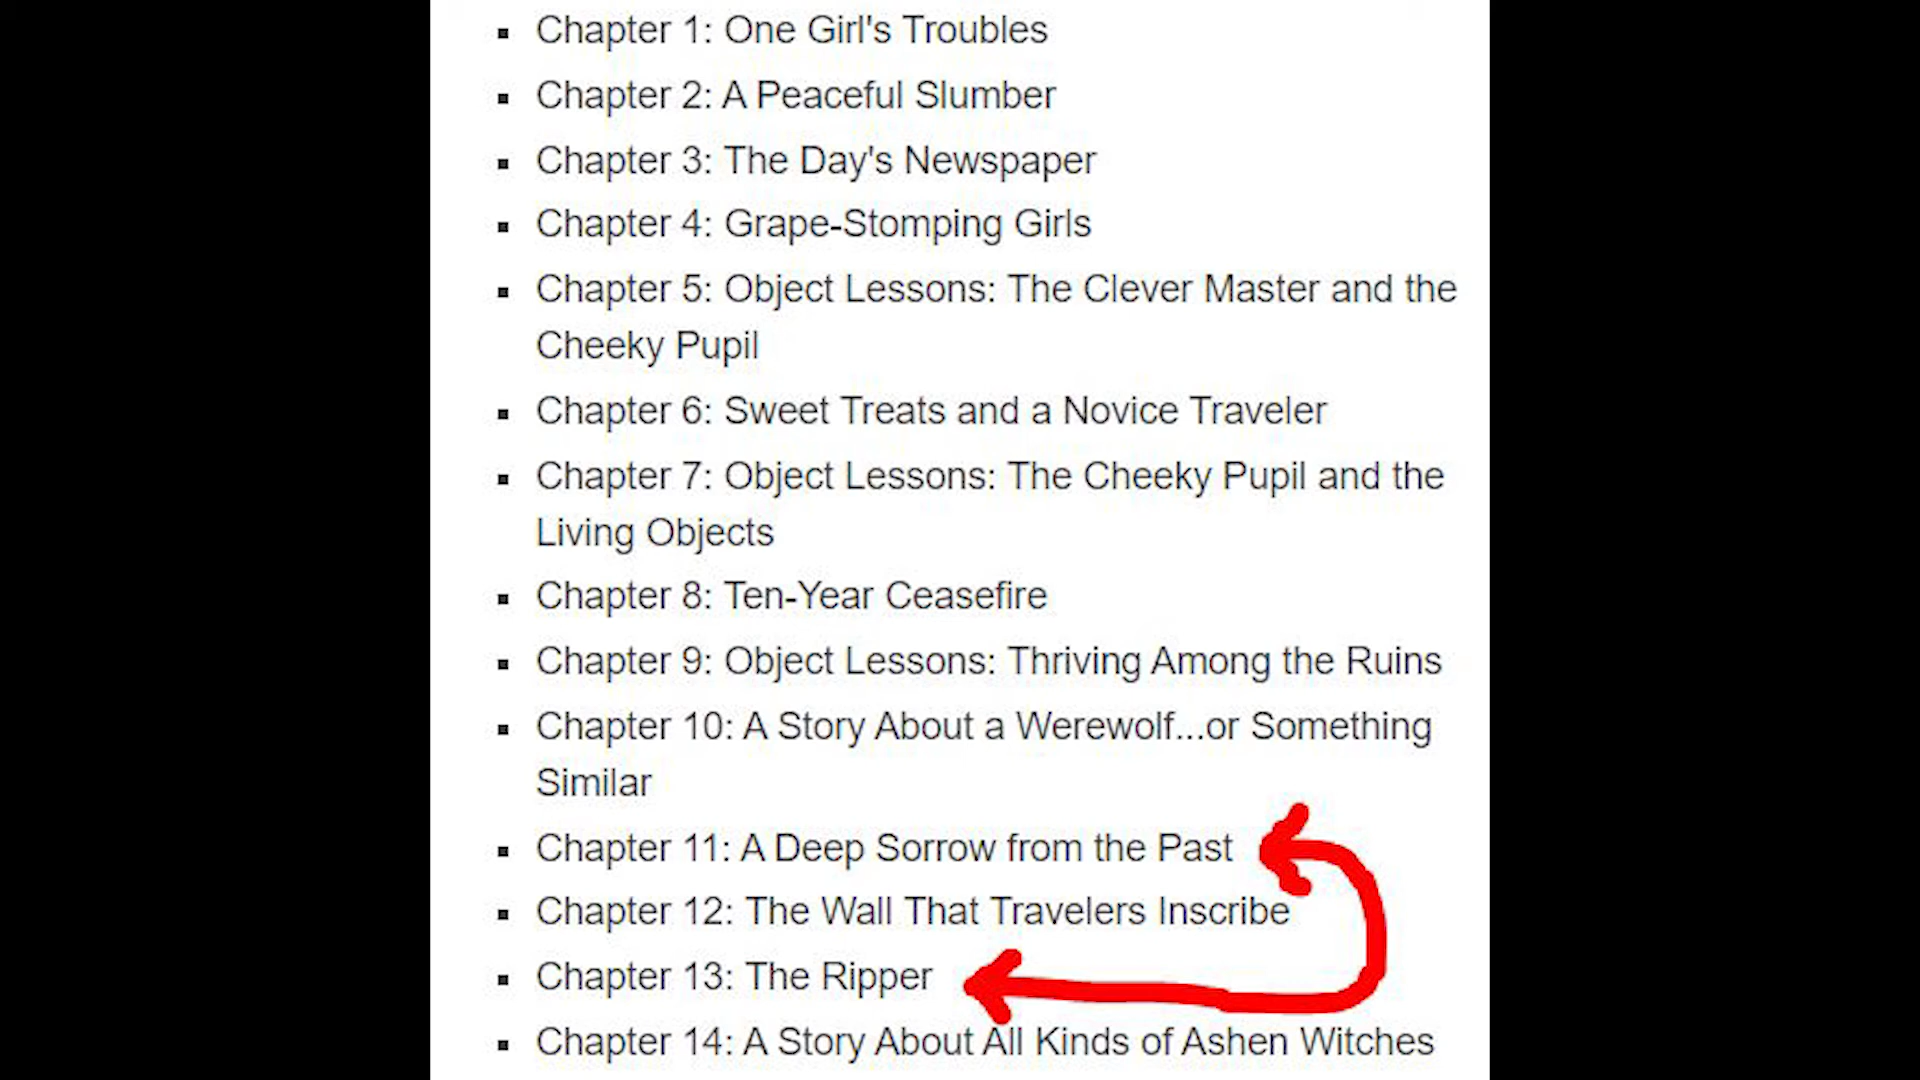 Chapter 1: One Girl's Troubles
Chapter 2: A Peaceful Slumber
Chapter 3: The Day's Newspaper
Chapter 4: Grape-Stomping Girls
Chapter 5: Object Lessons: The Clever Master and the
Cheeky Pupil
Chapter 6: Sweet Treats and a Novice Traveler
Chapter 7: Object Lessons: The Cheeky Pupil and the
Living Objects
Chapter 8: Ten-Year Ceasefire
Chapter 9: Object Lessons: Thriving Among the Ruins
Chapter 10: A Story About a Werewolf...or Something
Similar
Chapter 11: A Deep Sorrow from the Past
Chapter 12: The Wall That Travelers Inscribe
Chapter 13: The Ripper
Chapter 14: A Story About All Kinds of Ashen Witches